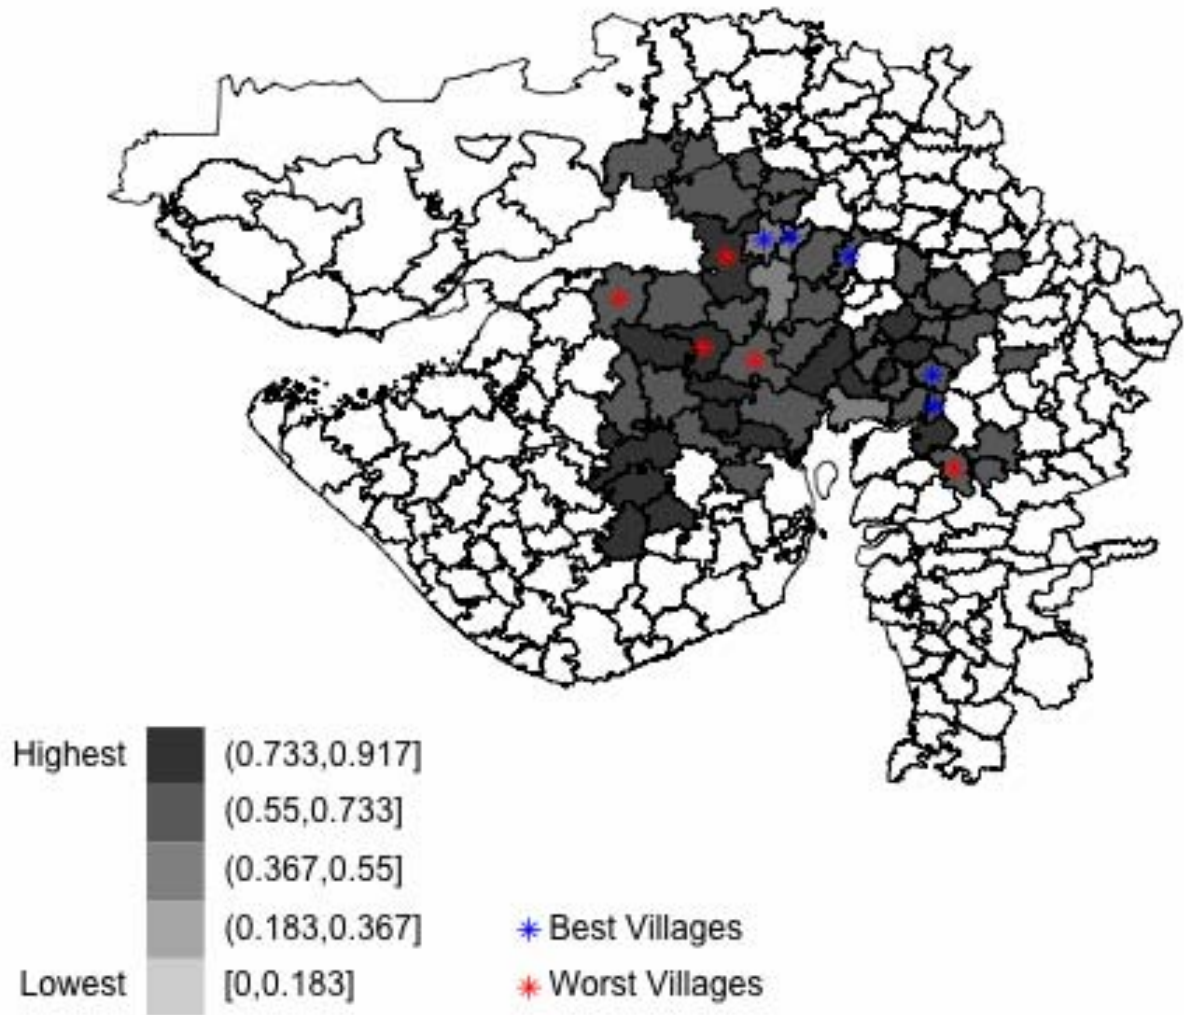 Highest (0.733,0.917]
(0.55,0.733]
(0.367,0.55]
(0.183,0.367] Best Villages
Lowest [0,0.183] Worst Villages